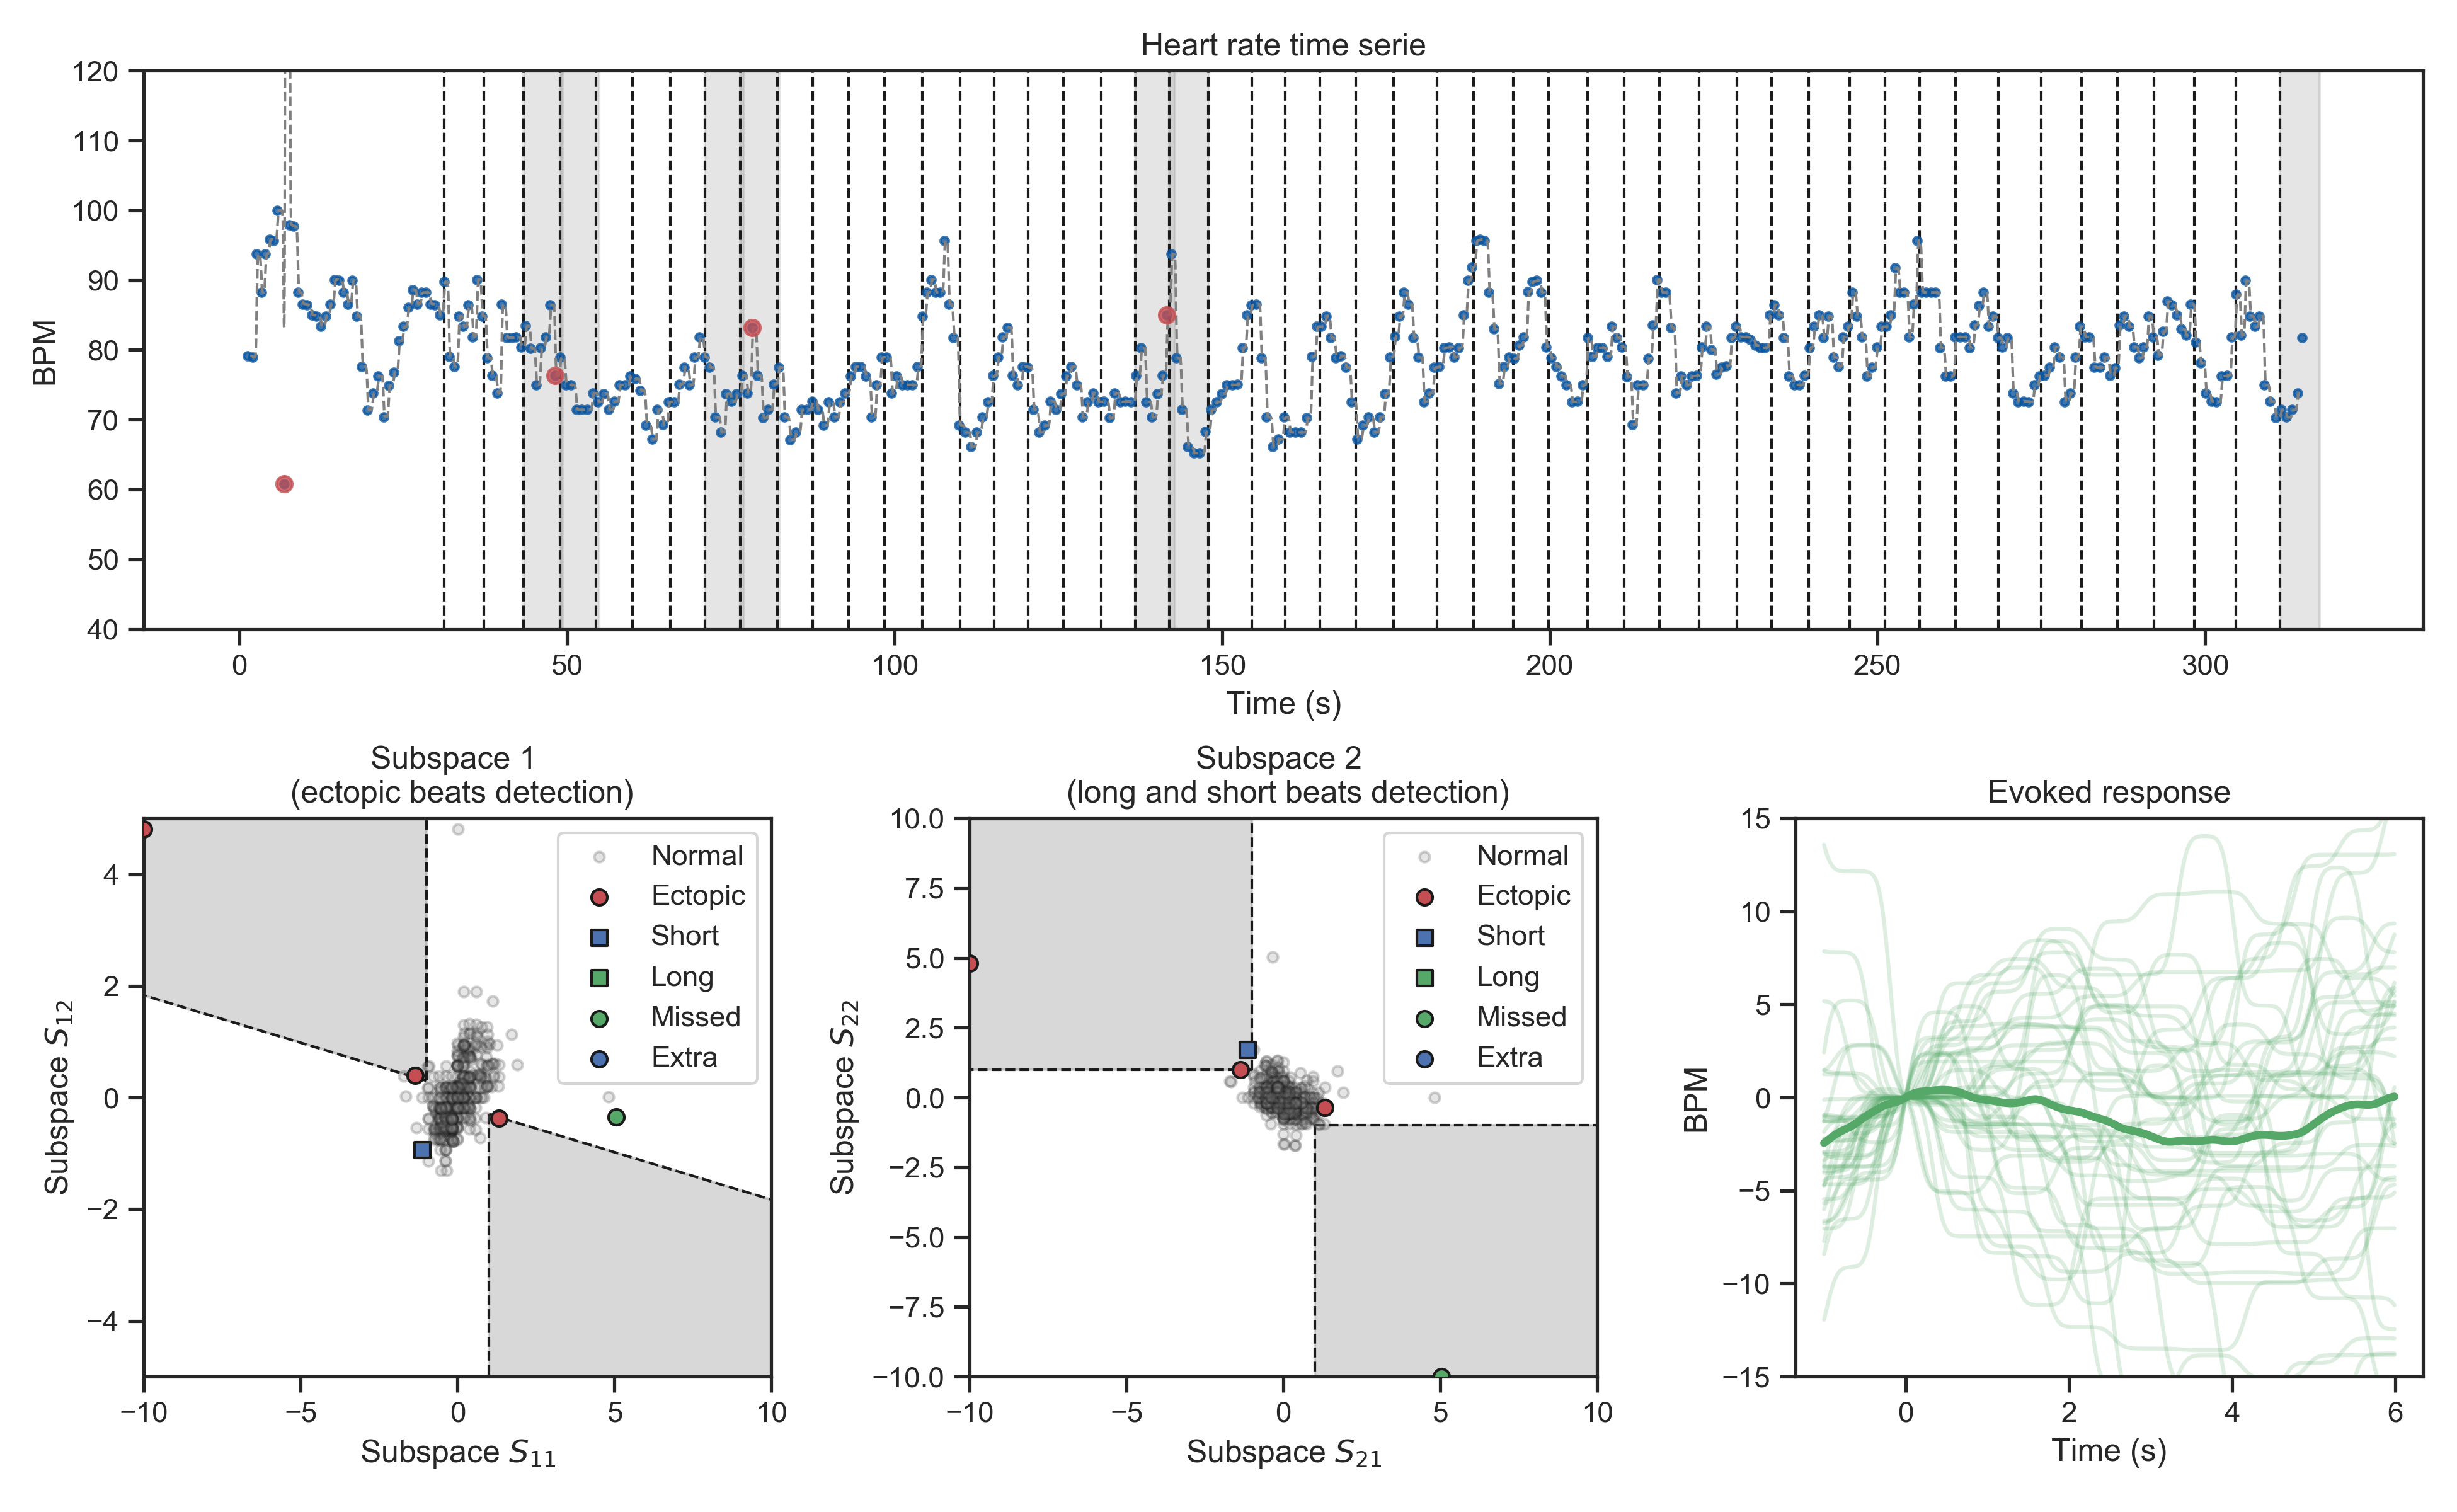 Heart rate time serie
120
110
100
90
80
70
60
50
40
BPM
0 50 100 150 200 250 300
Time (s)
Subspace 1
(ectopic beats detection)
4
2
0
−2
−4
Subspace S12
−10 −5 0 5 10
Subspace S11
Normal
Ectopic
Short
Long
Missed
Extra
Subspace 2
(long and short beats detection)
10.0
7.5
5.0
2.5
0.0
−2.5
−5.0
−7.5
−10.0
Subspace S22
−10 −5 0 5 10
Subspace S21
Normal
Ectopic
Short
Long
Missed
Extra
Evoked response
15
10
5
0
−5
−10
−15
BPM
0 2 4 6
Time (s)